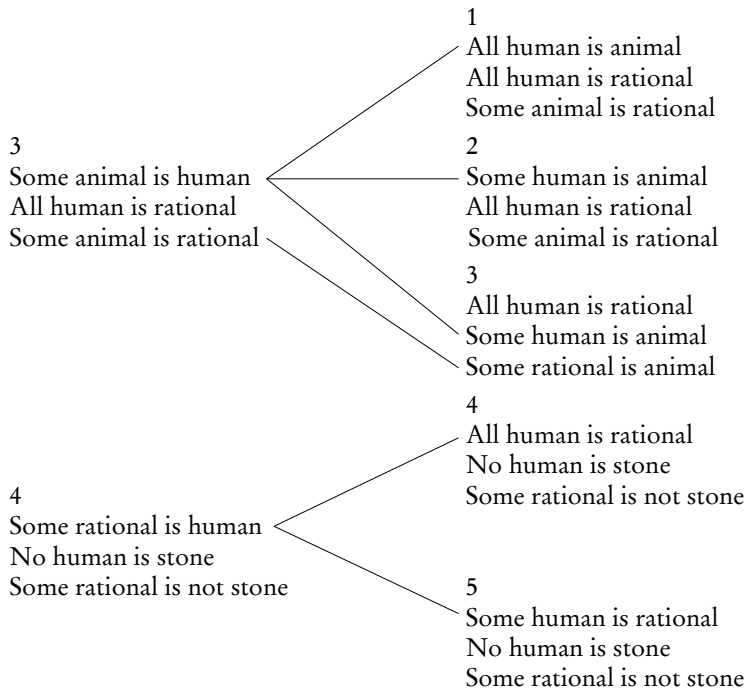 3
Some animal is human
All human is rational
Some animal is rational
4
Some rational is human
No human is stone
Some rational is not stone
1
All human is animal
All human is rational
Some animal is rational
2
Some human is animal
All human is rational
Some animal is rational
3
All human is rational
Some human is animal
Some rational is animal
4
All human is rational
No human is stone
Some rational is not stone
5
Some human is rational
No human is stone
Some rational is not stone